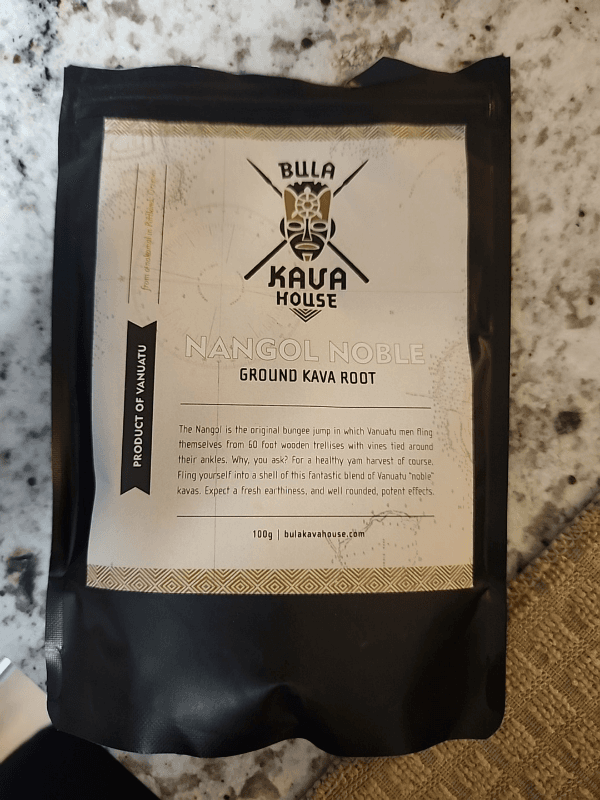 BULA
KAVA
HOUSE
NANGOL NOBLE
GROUND KAVA ROOT
PRODUCT OF VANUATU
The Nangol is the original bungee jump in which Vanuatu men fling
themselves from 60 foot wooden trellises with vines tied around
their ankles. Why, you ask? For a healthy yam harvest of course.
Fling yourself into a shell of this fantastic blend of Vanuatu "noble"
kavas. Expect a fresh earthiness, and well rounded, potent effects.
100g | bulakavahouse.com